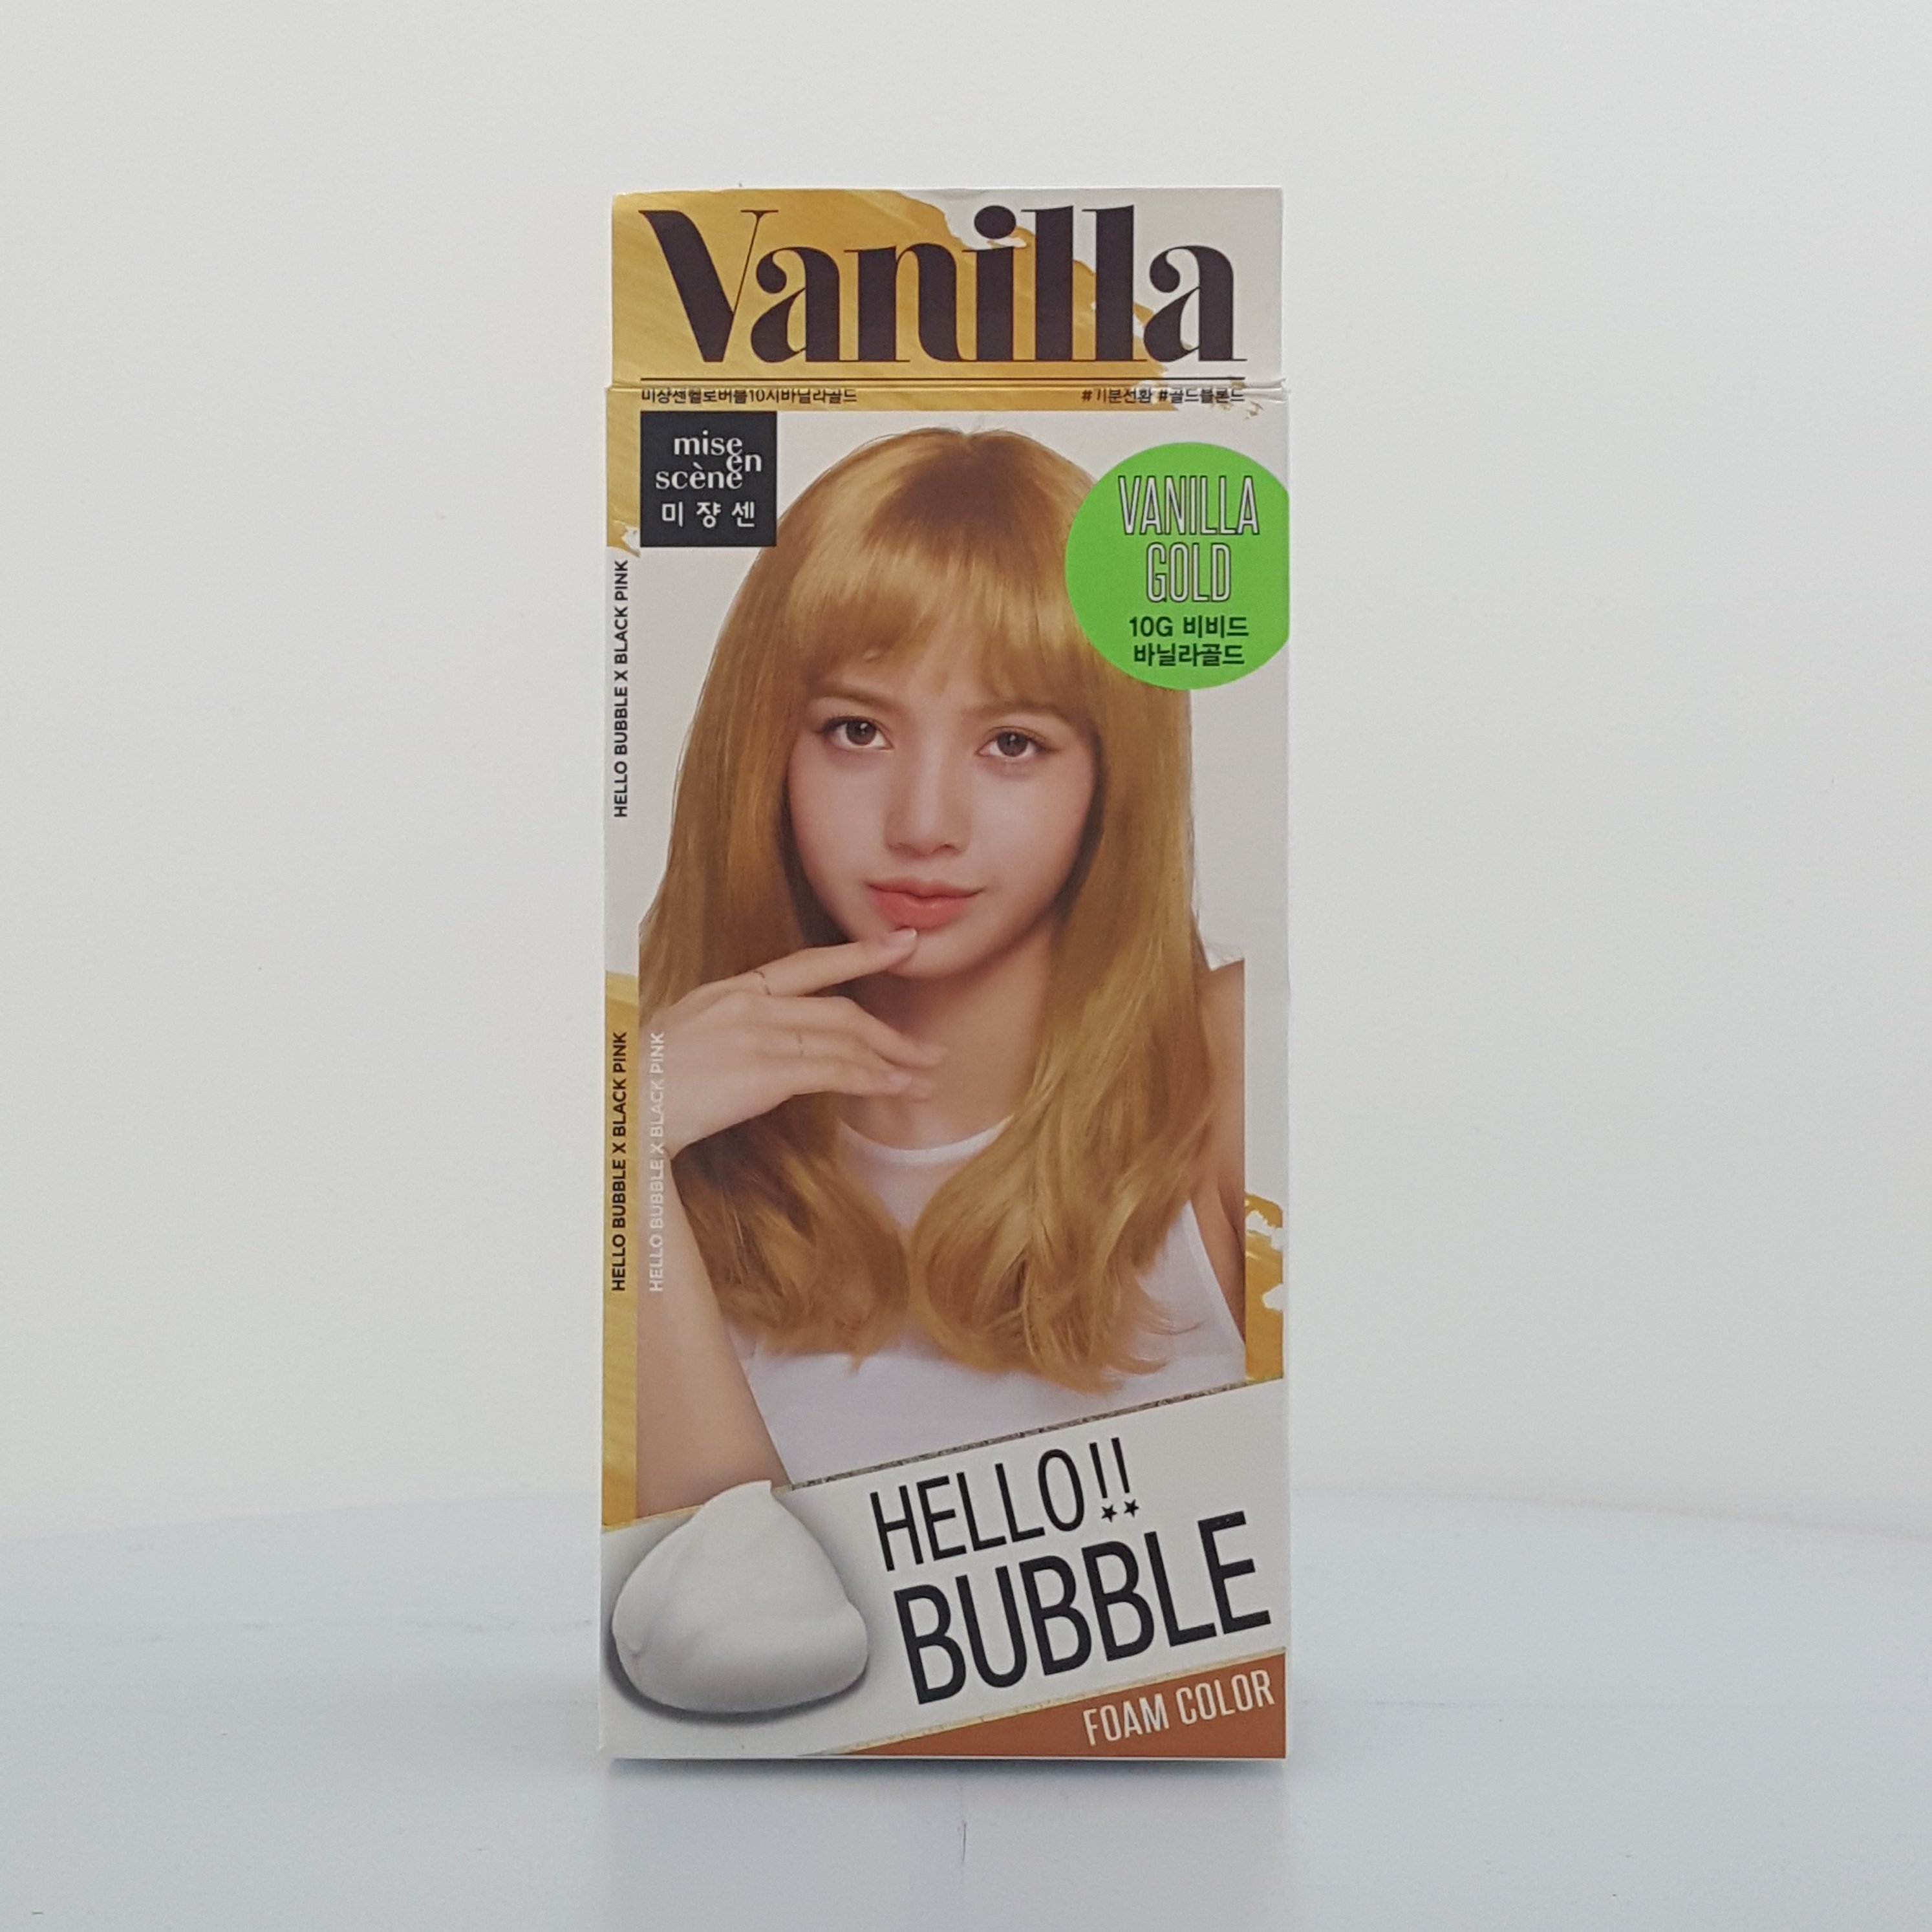 Vanilla
미쟝센헬로버블10지바닐라골드
#기분전환 #골드블론드
mise
en
scène
미쟝센
VANILLA
GOLD
10G 비비드
바닐라골드
HELLO BUBBLE X BLACK PINK
HELLO BUBBLE X BLACK PINK
HELLO BUBBLE X BLACK PINK
HELLO!!
BUBBLE
FOAM COLOR